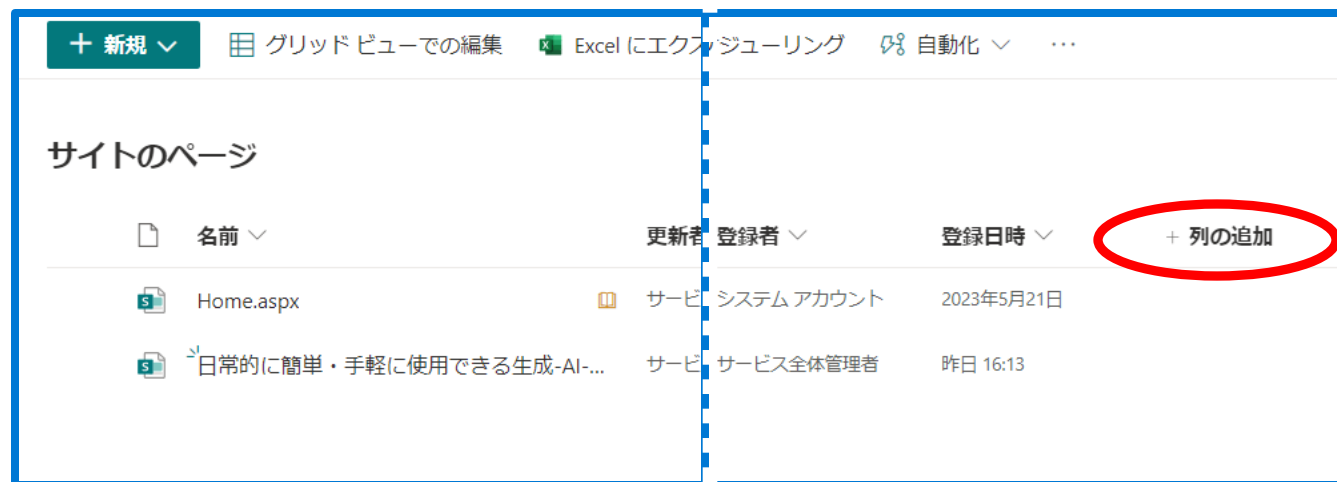 ＋ 新規 グリッド ビューでの編集 Excel にエクス ジューリング 自動化 …
サイトのページ
名前 更新者 登録者 登録日時 + 列の追加
Home.aspx サービ システム アカウント 2023年5月21日
日常的に簡単・手軽に使用できる生成-AI-... サービ サービス全体管理者 昨日 16:13